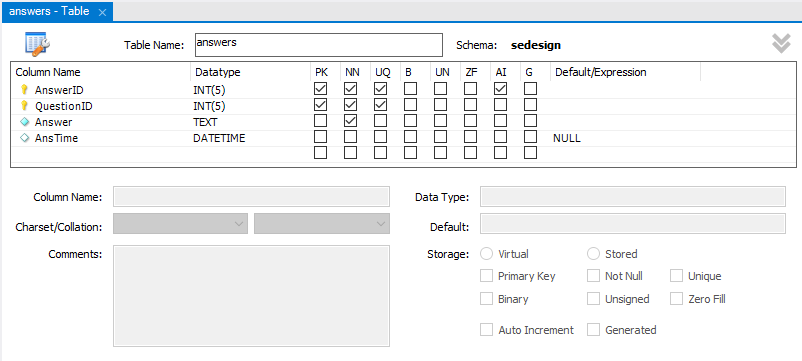 answers - Table ×
Table Name: answers Schema: sedesign
Column Name Datatype PK NN UQ B UN ZF AI G Default/Expression
AnswerID INT(5)
QuestionID INT(5)
Answer TEXT
AnsTime DATETIME NULL
Column Name: Data Type:
Charset/Collation: Default:
Comments: Storage: Virtual Stored
Primary Key Not Null Unique
Binary Unsigned Zero Fill
Auto Increment Generated